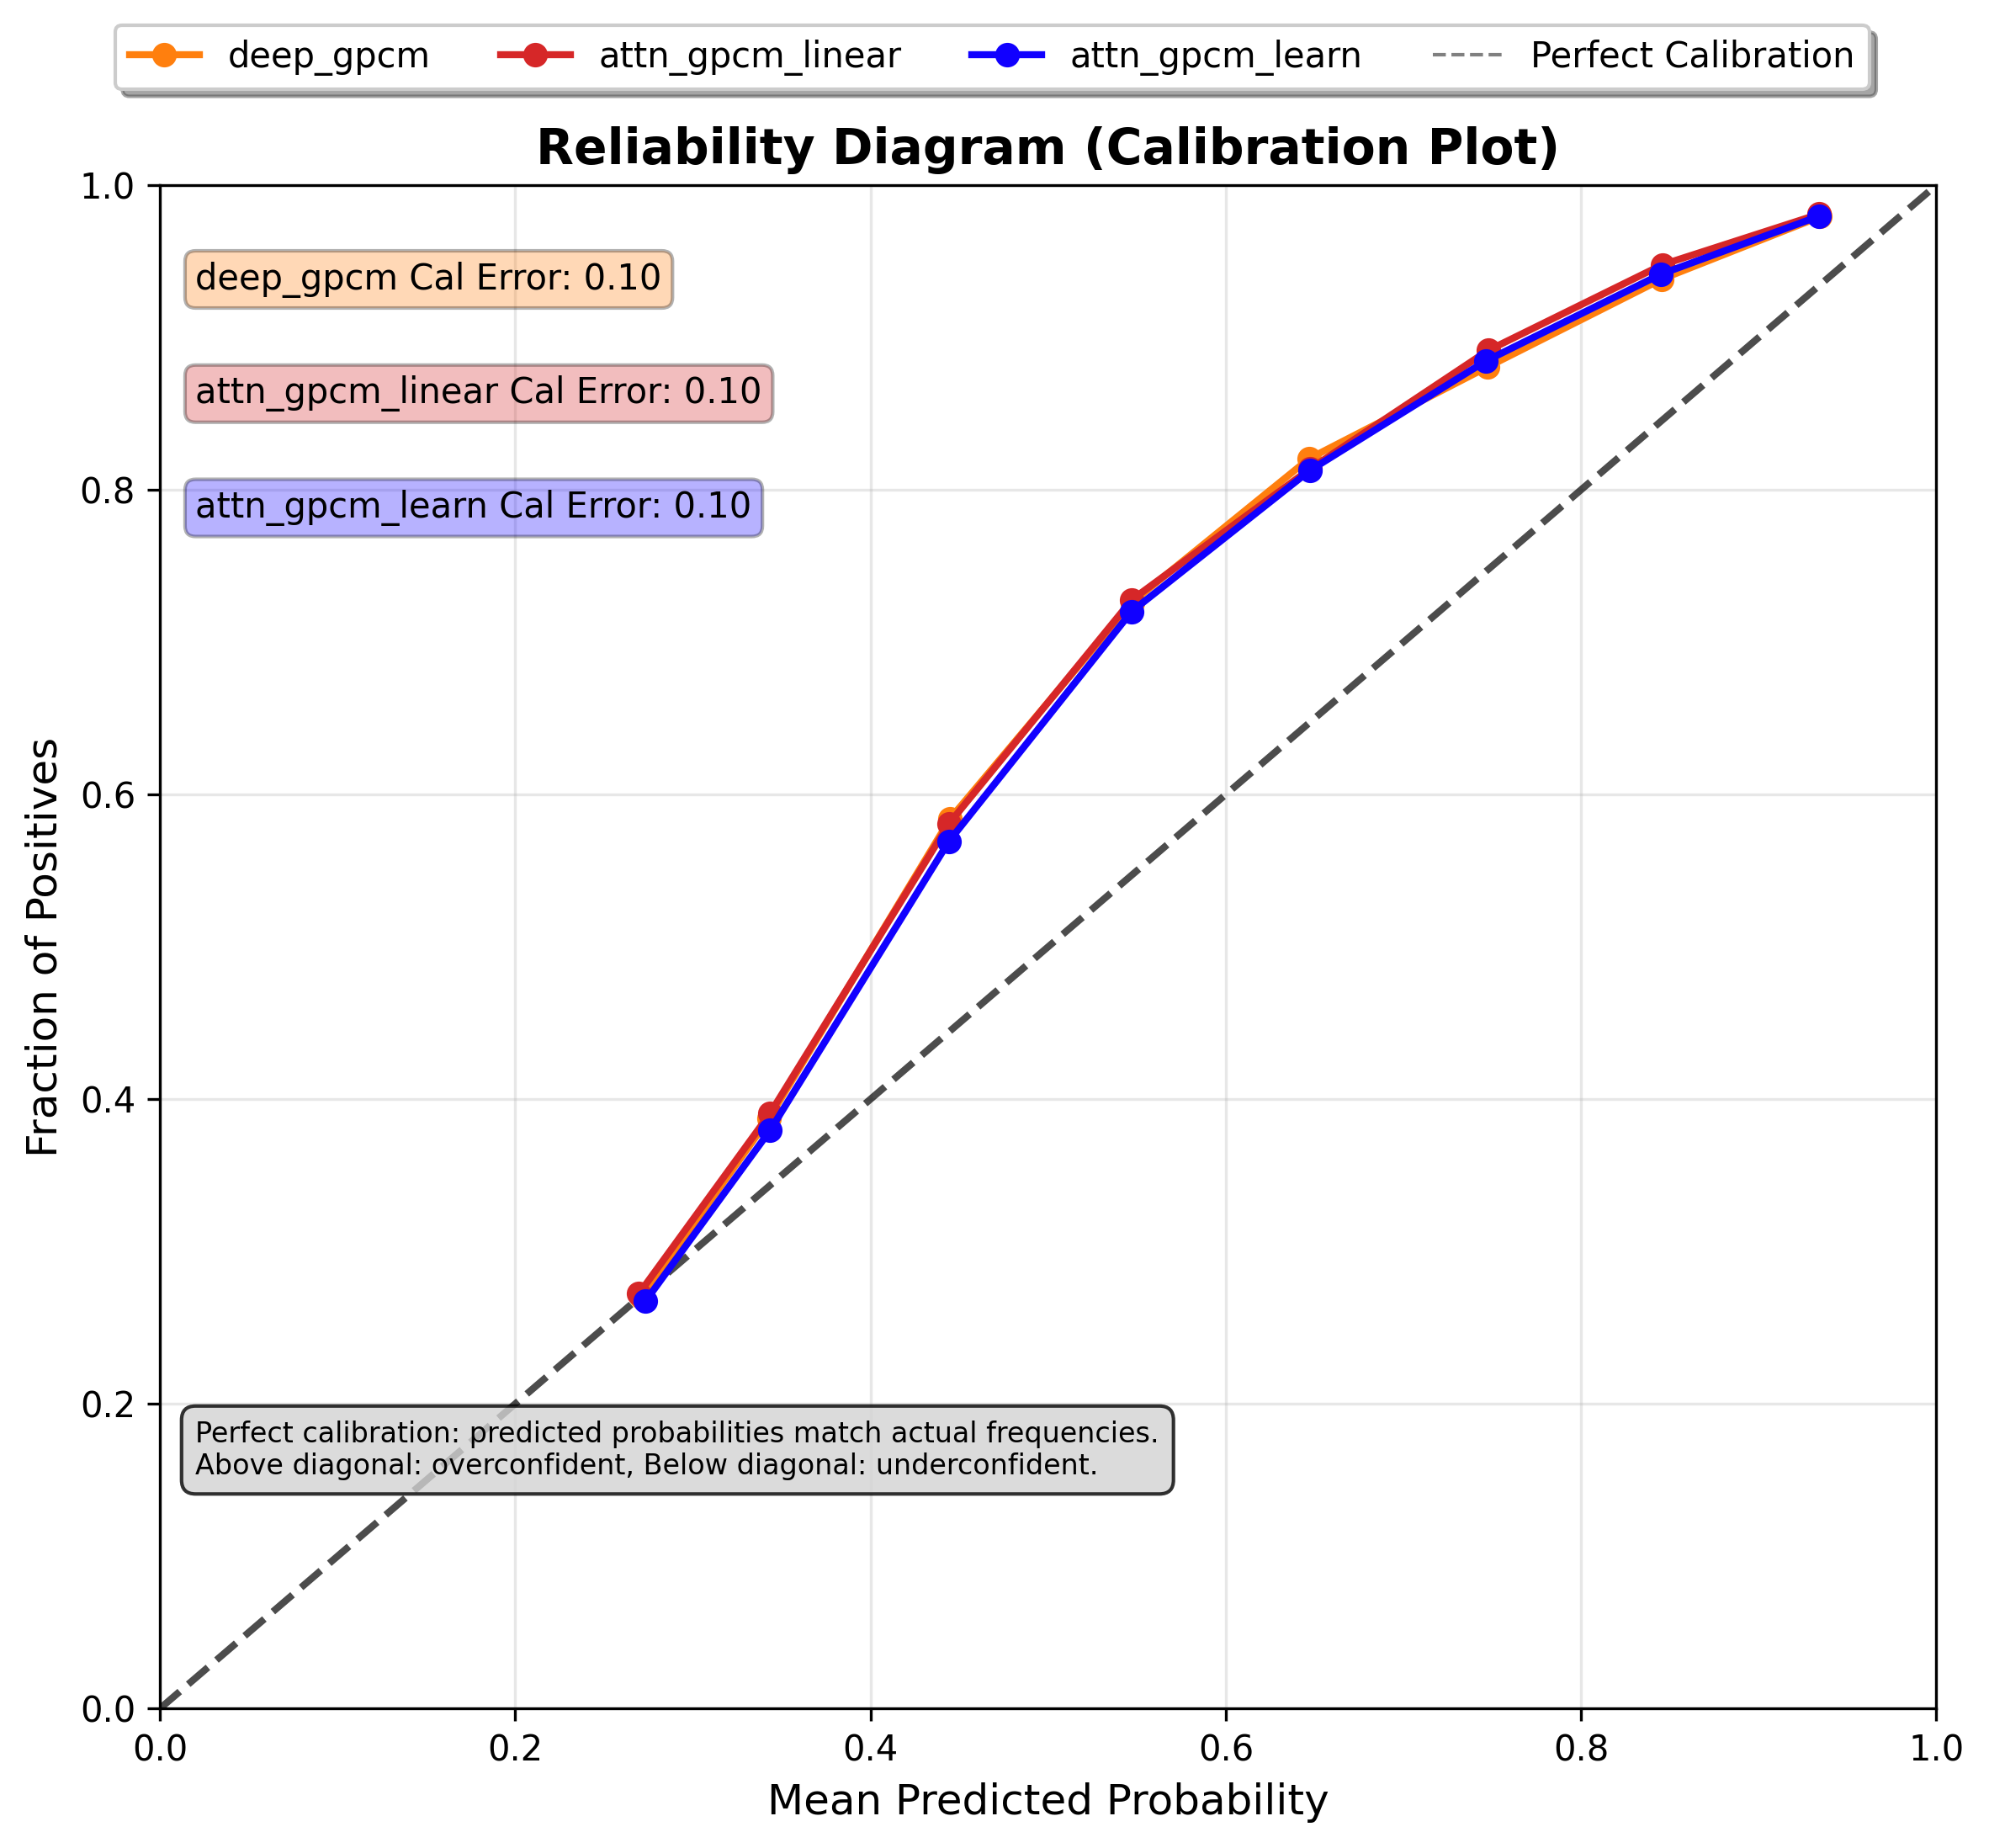 deep_gpcm attn_gpcm_linear attn_gpcm_learn Perfect Calibration
Reliability Diagram (Calibration Plot)
1.0
deep_gpcm Cal Error: 0.10
attn_gpcm_linear Cal Error: 0.10
0.8
attn_gpcm_learn Cal Error: 0.10
0.6
Fraction of Positives
0.4
0.2
Perfect calibration: predicted probabilities match actual frequencies.
Above diagonal: overconfident, Below diagonal: underconfident.
0.0
0.0 0.2 0.4 0.6 0.8 1.0
Mean Predicted Probability